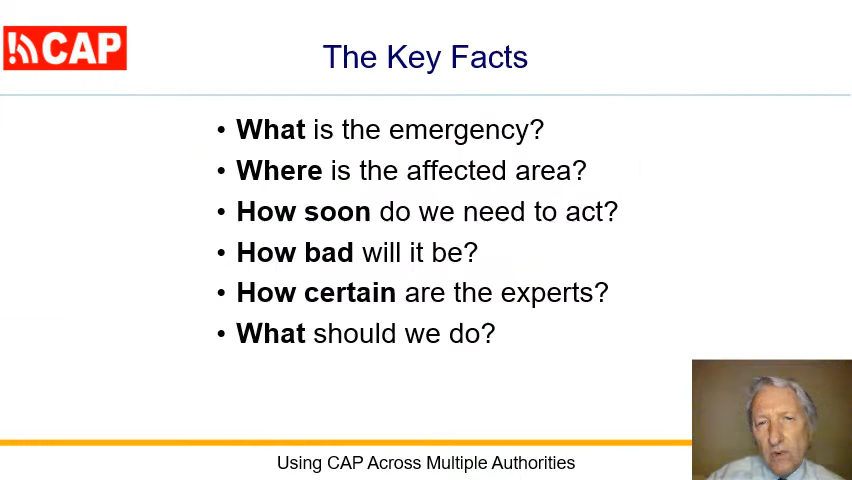 CAP
The Key Facts
• What is the emergency?
• Where is the affected area?
• How soon do we need to act?
• How bad will it be?
• How certain are the experts?
• What should we do?
Using CAP Across Multiple Authorities